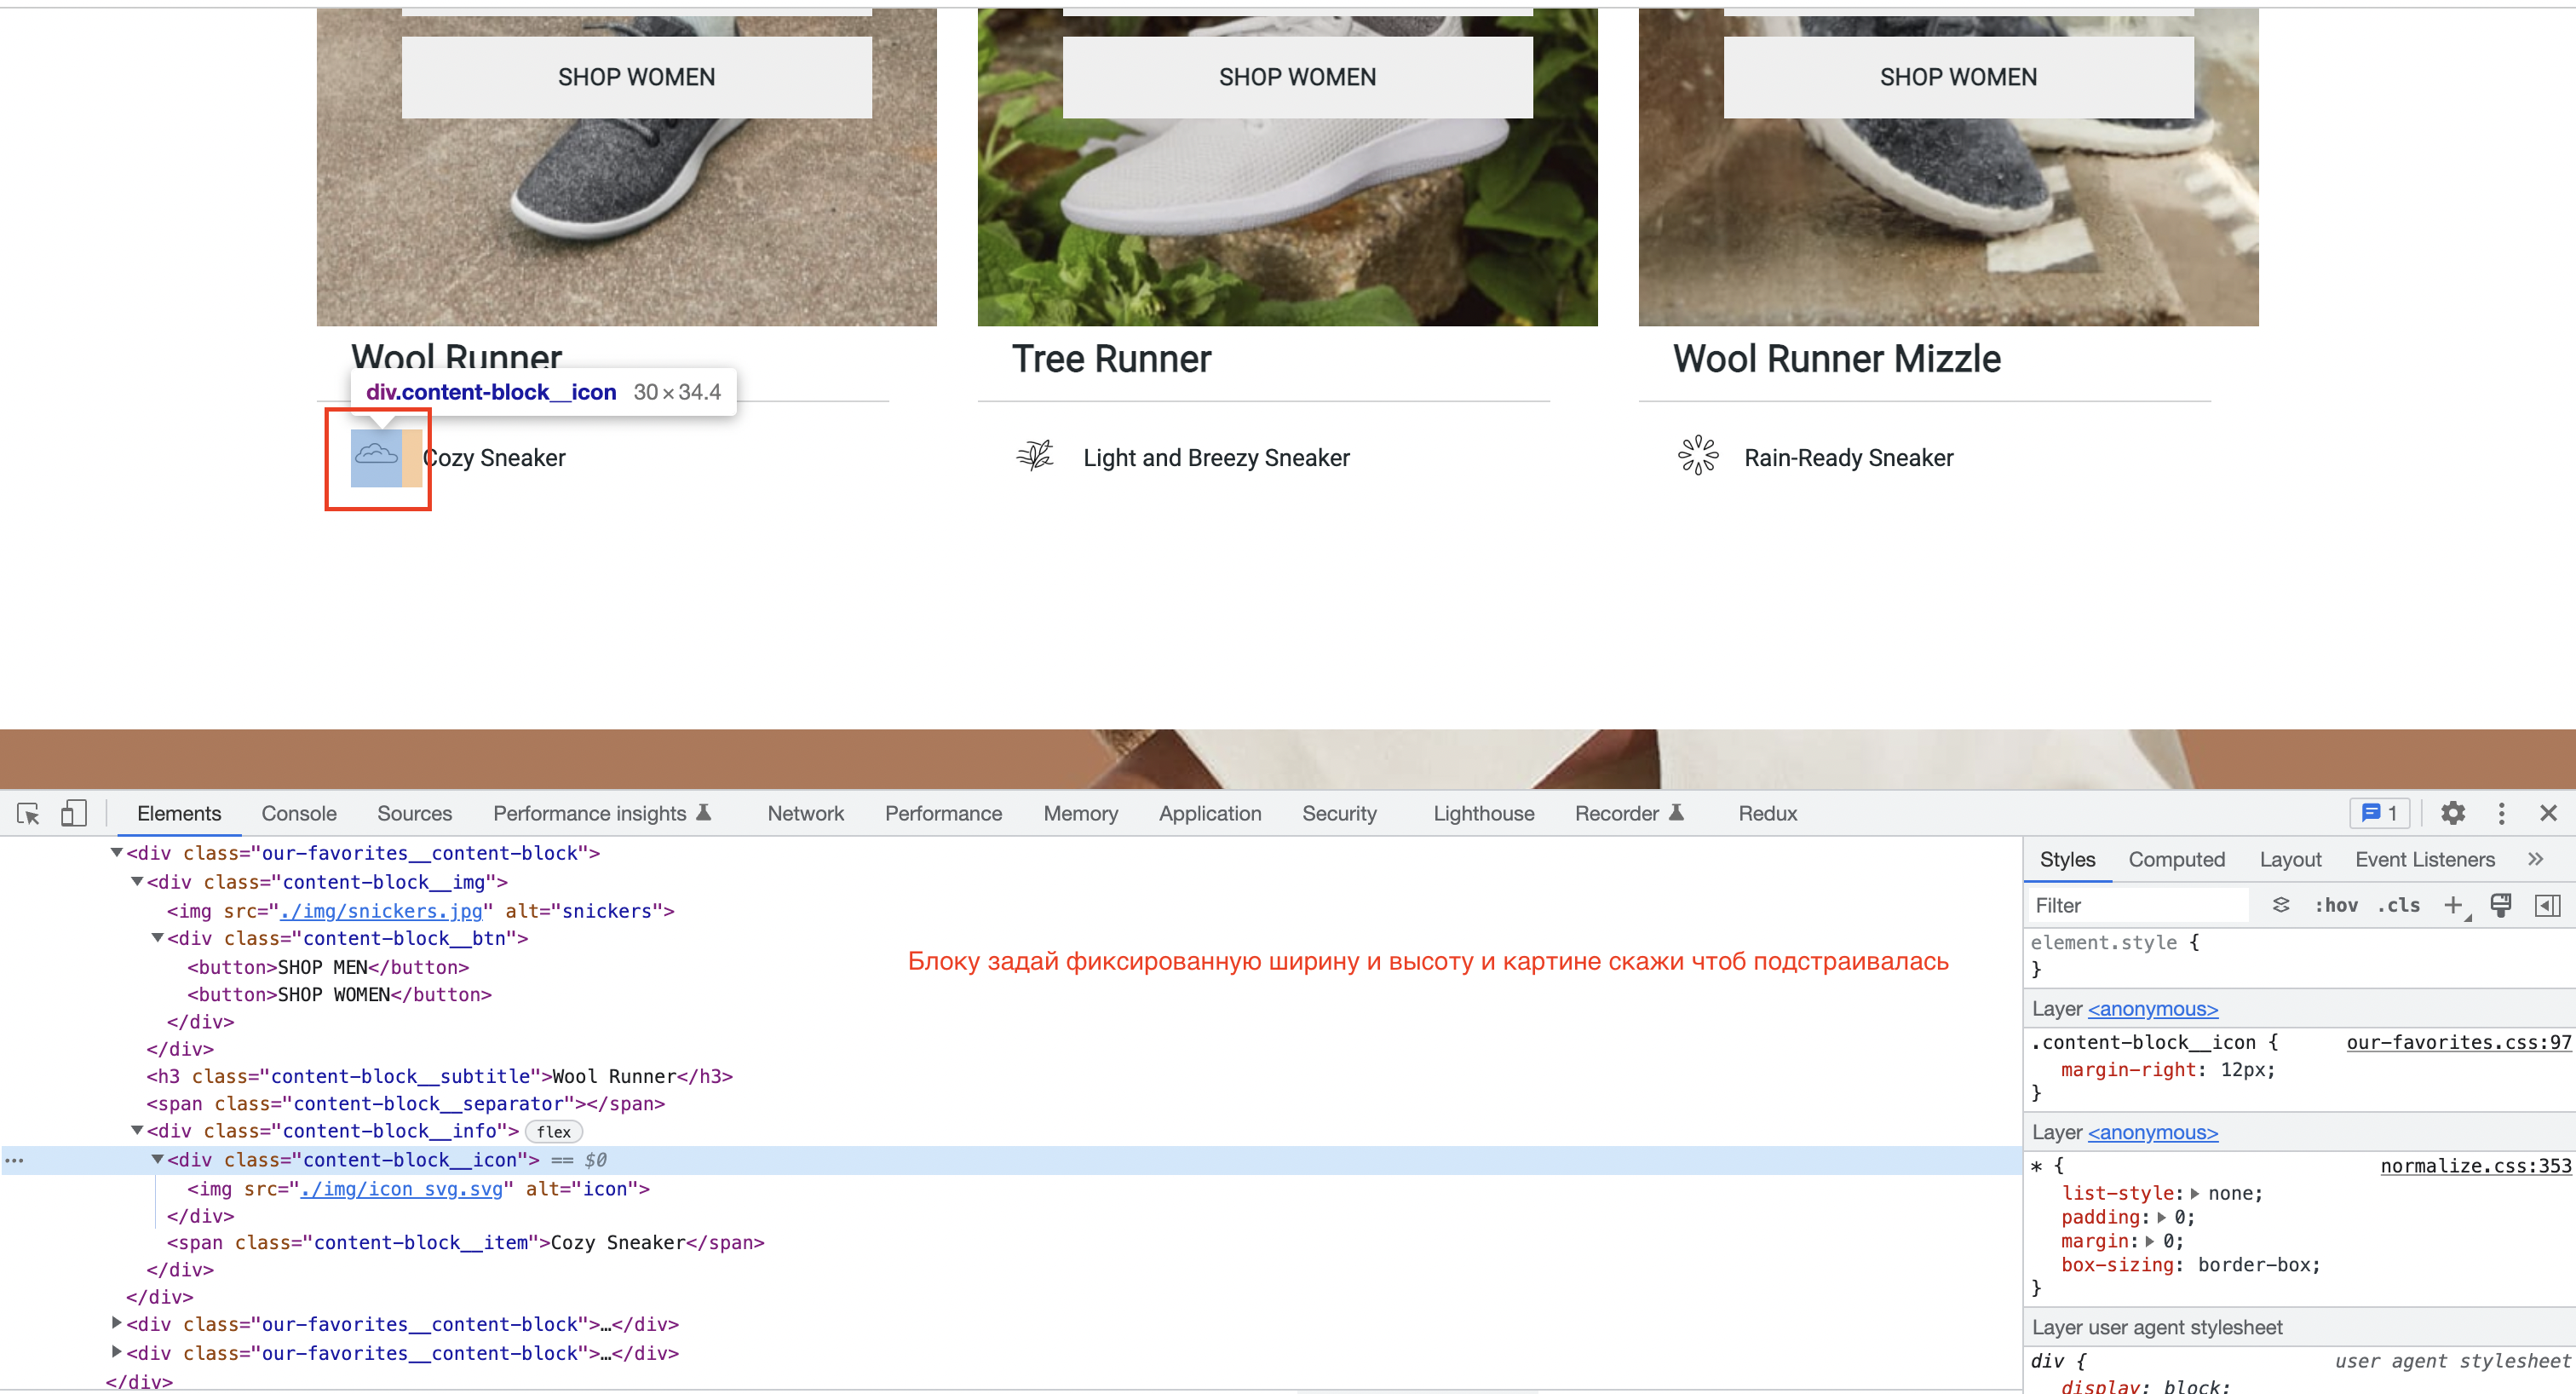 SHOP WOMEN SHOP WOMEN SHOP WOMEN
Wool Runner Tree Runner Wool Runner Mizzle
div.content-block__icon 30 × 34.4
Cozy Sneaker Light and Breezy Sneaker Rain-Ready Sneaker
Elements Console Sources Performance insights Network Performance Memory Application Security Lighthouse Recorder Redux 1
<div class="our-favorites__content-block">
<div class="content-block__img">
<img src="./img/snickers.jpg" alt="snickers">
<div class="content-block__btn">
<button>SHOP MEN</button>
<button>SHOP WOMEN</button>
</div>
</div>
<h3 class="content-block__subtitle">Wool Runner</h3>
<span class="content-block__separator"></span>
<div class="content-block__info"> flex
<div class="content-block__icon"> == $0
<img src="./img/icon_svg.svg" alt="icon">
</div>
<span class="content-block__item">Cozy Sneaker</span>
</div>
</div>
<div class="our-favorites__content-block">…</div>
<div class="our-favorites__content-block">…</div>
</div>
Блоку задай фиксированную ширину и высоту и картине скажи чтоб подстраивалась
Styles Computed Layout Event Listeners »
Filter :hov .cls +
element.style {
}
Layer <anonymous>
.content-block__icon { our-favorites.css:97
margin-right: 12px;
}
Layer <anonymous>
* { normalize.css:353
list-style: none;
padding: 0;
margin: 0;
box-sizing: border-box;
}
Layer user agent stylesheet
div { user agent stylesheet
display: block;